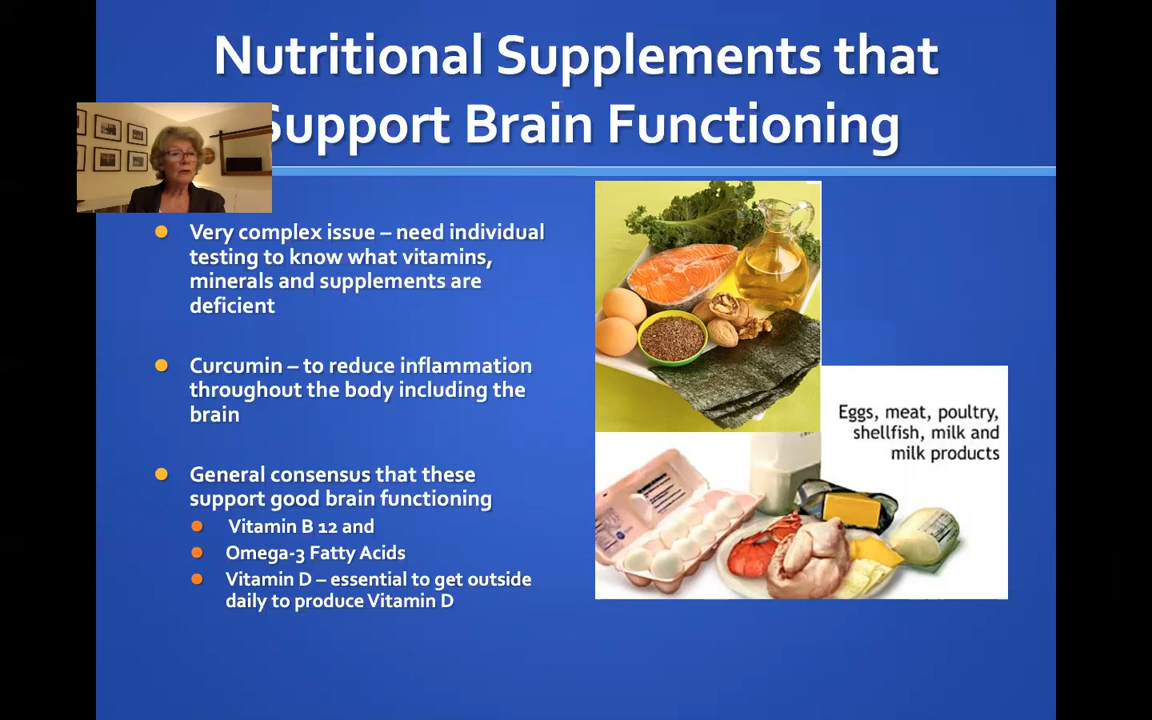 Nutritional Supplements that
Support Brain Functioning
Very complex issue – need individual
testing to know what vitamins,
minerals and supplements are
deficient
Curcumin – to reduce inflammation
throughout the body including the
brain
General consensus that these
support good brain functioning
Vitamin B 12 and
Omega-3 Fatty Acids
Vitamin D – essential to get outside
daily to produce Vitamin D
Eggs, meat, poultry,
shellfish, milk and
milk products